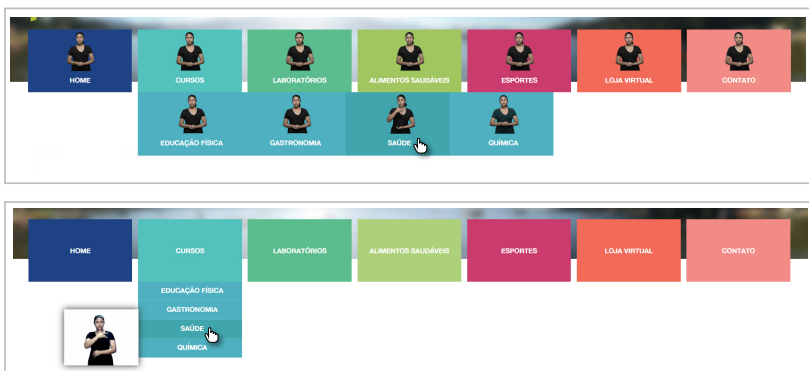 HOME CURSOS LABORATÓRIOS ALIMENTOS SAUDÁVEIS ESPORTES LOJA VIRTUAL CONTATO
EDUCAÇÃO FÍSICA GASTRONOMIA SAÚDE QUÍMICA
HOME CURSOS LABORATÓRIOS ALIMENTOS SAUDÁVEIS ESPORTES LOJA VIRTUAL CONTATO
EDUCAÇÃO FÍSICA
GASTRONOMIA
SAÚDE
QUÍMICA